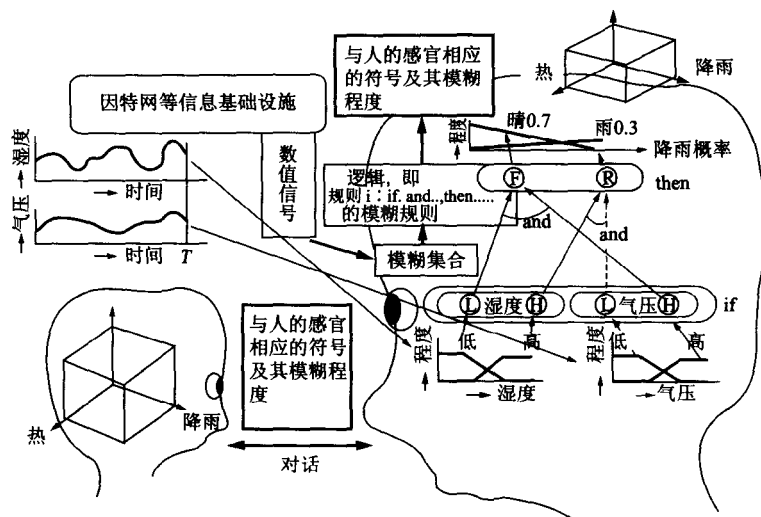 与人的感官相应
的符号及其模糊
程度
热
降雨
因特网等信息基础设施
湿度
时间
气压
时间
T
数值信号
程度
晴0.7
雨0.3
降雨概率
逻辑，即
规则i：if. and..,then.....
的模糊规则
F
R
then
and
and
模糊集合
L
湿度
H
L
气压
H
if
低
高
低
高
程度
湿度
程度
气压
与人的感官
相应的符号
及其模糊程
度
热
降雨
对话